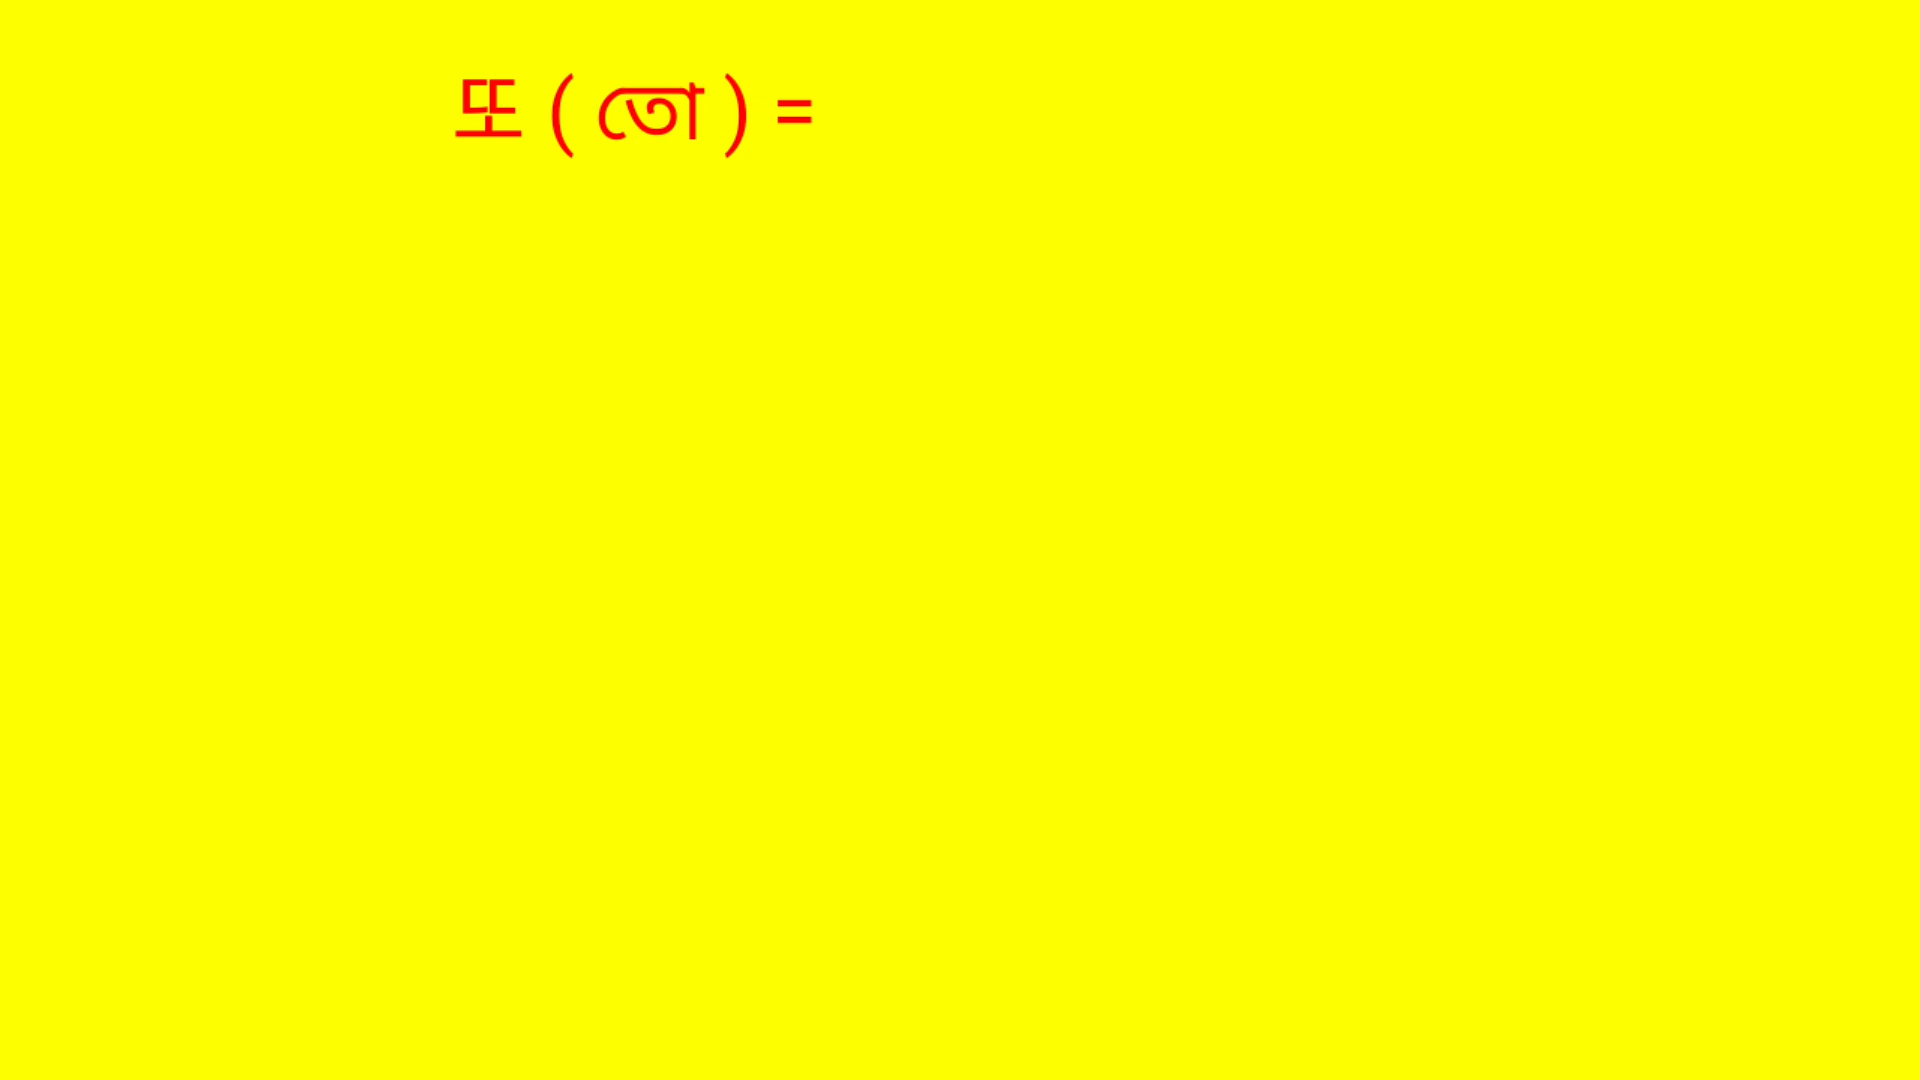 또 ( তো ) =